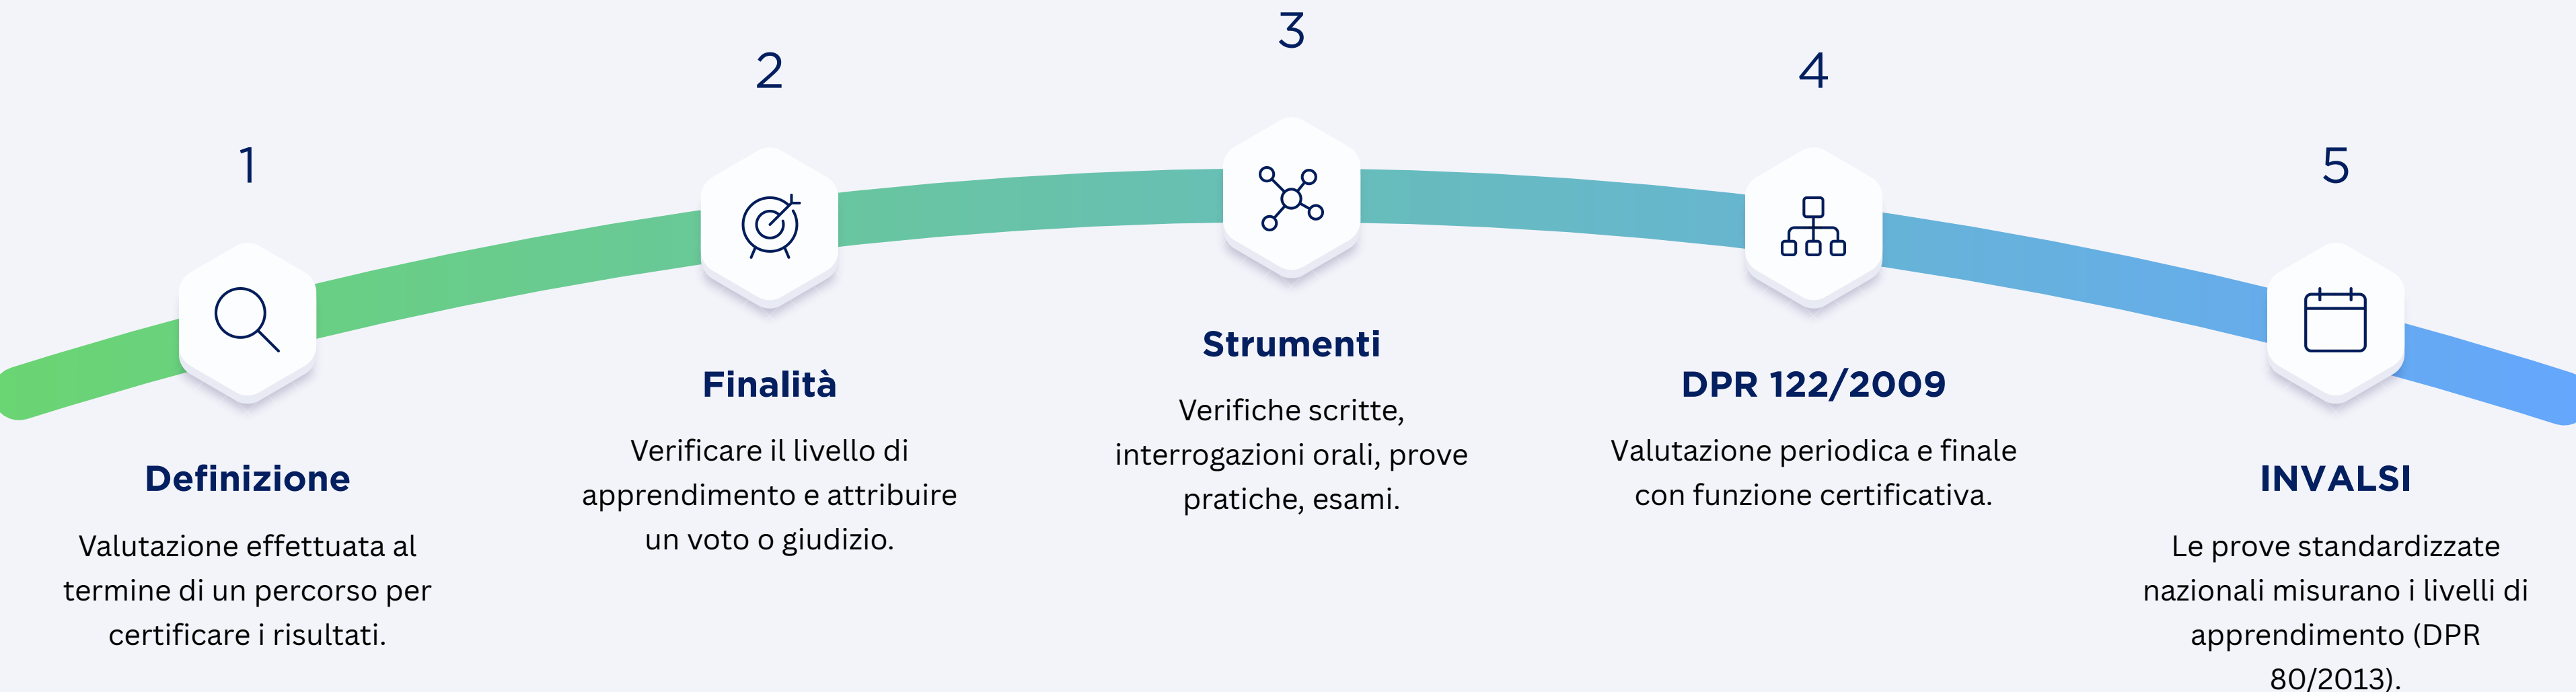 1
Definizione
Valutazione effettuata al
termine di un percorso per
certificare i risultati.
2
Finalità
Verificare il livello di
apprendimento e attribuire
un voto o giudizio.
3
Strumenti
Verifiche scritte,
interrogazioni orali, prove
pratiche, esami.
4
DPR 122/2009
Valutazione periodica e finale
con funzione certificativa.
5
INVALSI
Le prove standardizzate
nazionali misurano i livelli di
apprendimento (DPR
80/2013).